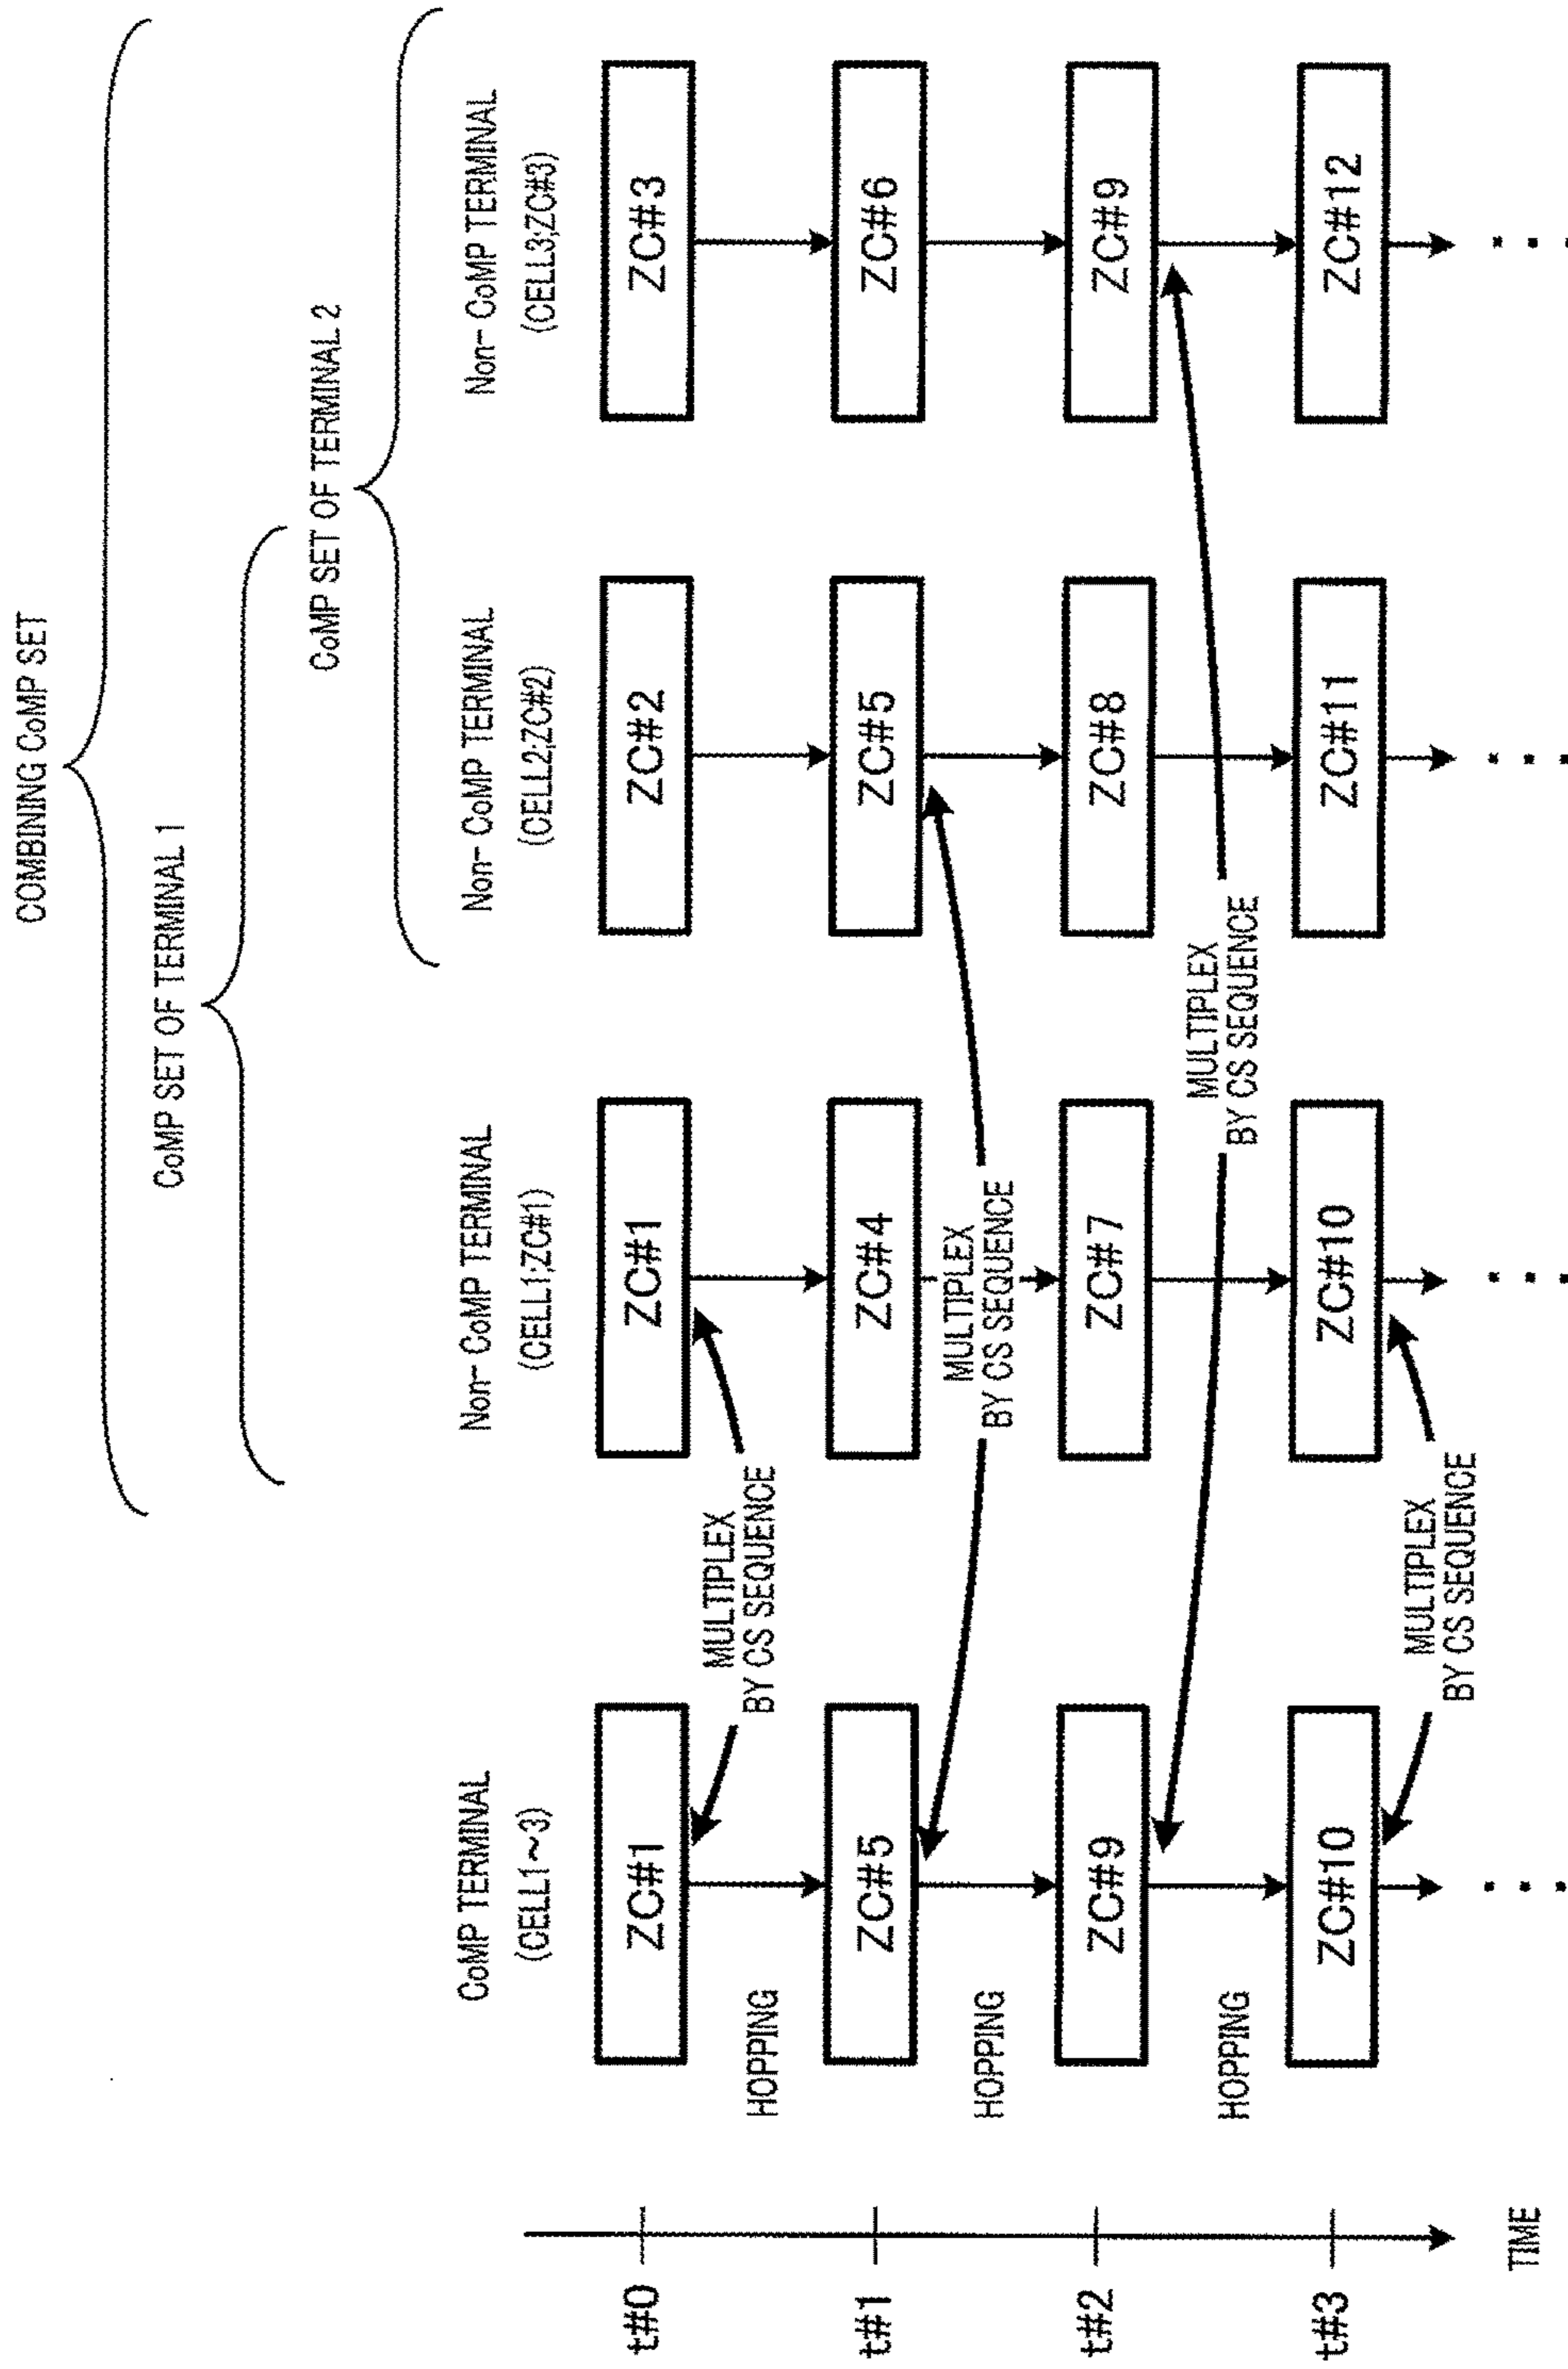 COMBINING CoMP SET
CoMP SET OF TERMINAL 1
CoMP SET OF TERMINAL 2
CoMP TERMINAL
(CELL1~3)
Non- CoMP TERMINAL
(CELL1;ZC#1)
Non- CoMP TERMINAL
(CELL2;ZC#2)
Non- CoMP TERMINAL
(CELL3;ZC#3)
t#0
ZC#1
ZC#1
ZC#2
ZC#3
HOPPING
MULTIPLEX
BY CS SEQUENCE
t#1
ZC#5
ZC#4
ZC#5
ZC#6
HOPPING
MULTIPLEX
BY CS SEQUENCE
t#2
ZC#9
ZC#7
ZC#8
ZC#9
HOPPING
MULTIPLEX
BY CS SEQUENCE
t#3
ZC#10
ZC#10
ZC#11
ZC#12
MULTIPLEX
BY CS SEQUENCE
TIME